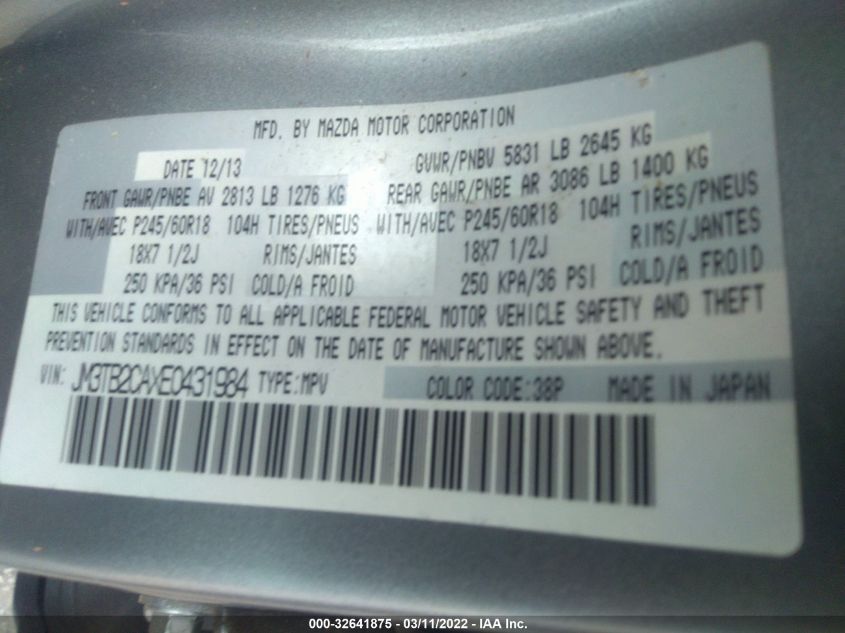 MFD. BY MAZDA MOTOR CORPORATION
DATE 12/13 GVWR/PNBV 5831 LB 2645 KG
FRONT GAWR/PNBE AV 2813 LB 1276 KG REAR GAWR/PNBE AR 3086 LB 1400 KG
WITH/AVEC P245/60R18 104H TIRES/PNEUS WITH/AVEC P245/60R18 104H TIRES/PNEUS
18X7 1/2J RIMS/JANTES 18X7 1/2J RIMS/JANTES
250 KPA/36 PSI COLD/A FROID 250 KPA/36 PSI COLD/A FROID
THIS VEHICLE CONFORMS TO ALL APPLICABLE FEDERAL MOTOR VEHICLE SAFETY AND THEFT
PREVENTION STANDARDS IN EFFECT ON THE DATE OF MANUFACTURE SHOWN ABOVE.
VIN: JM3TB2CAXE0431984 TYPE:MPV COLOR CODE:38P MADE IN JAPAN
000-32641875 - 03/11/2022 - IAA Inc.